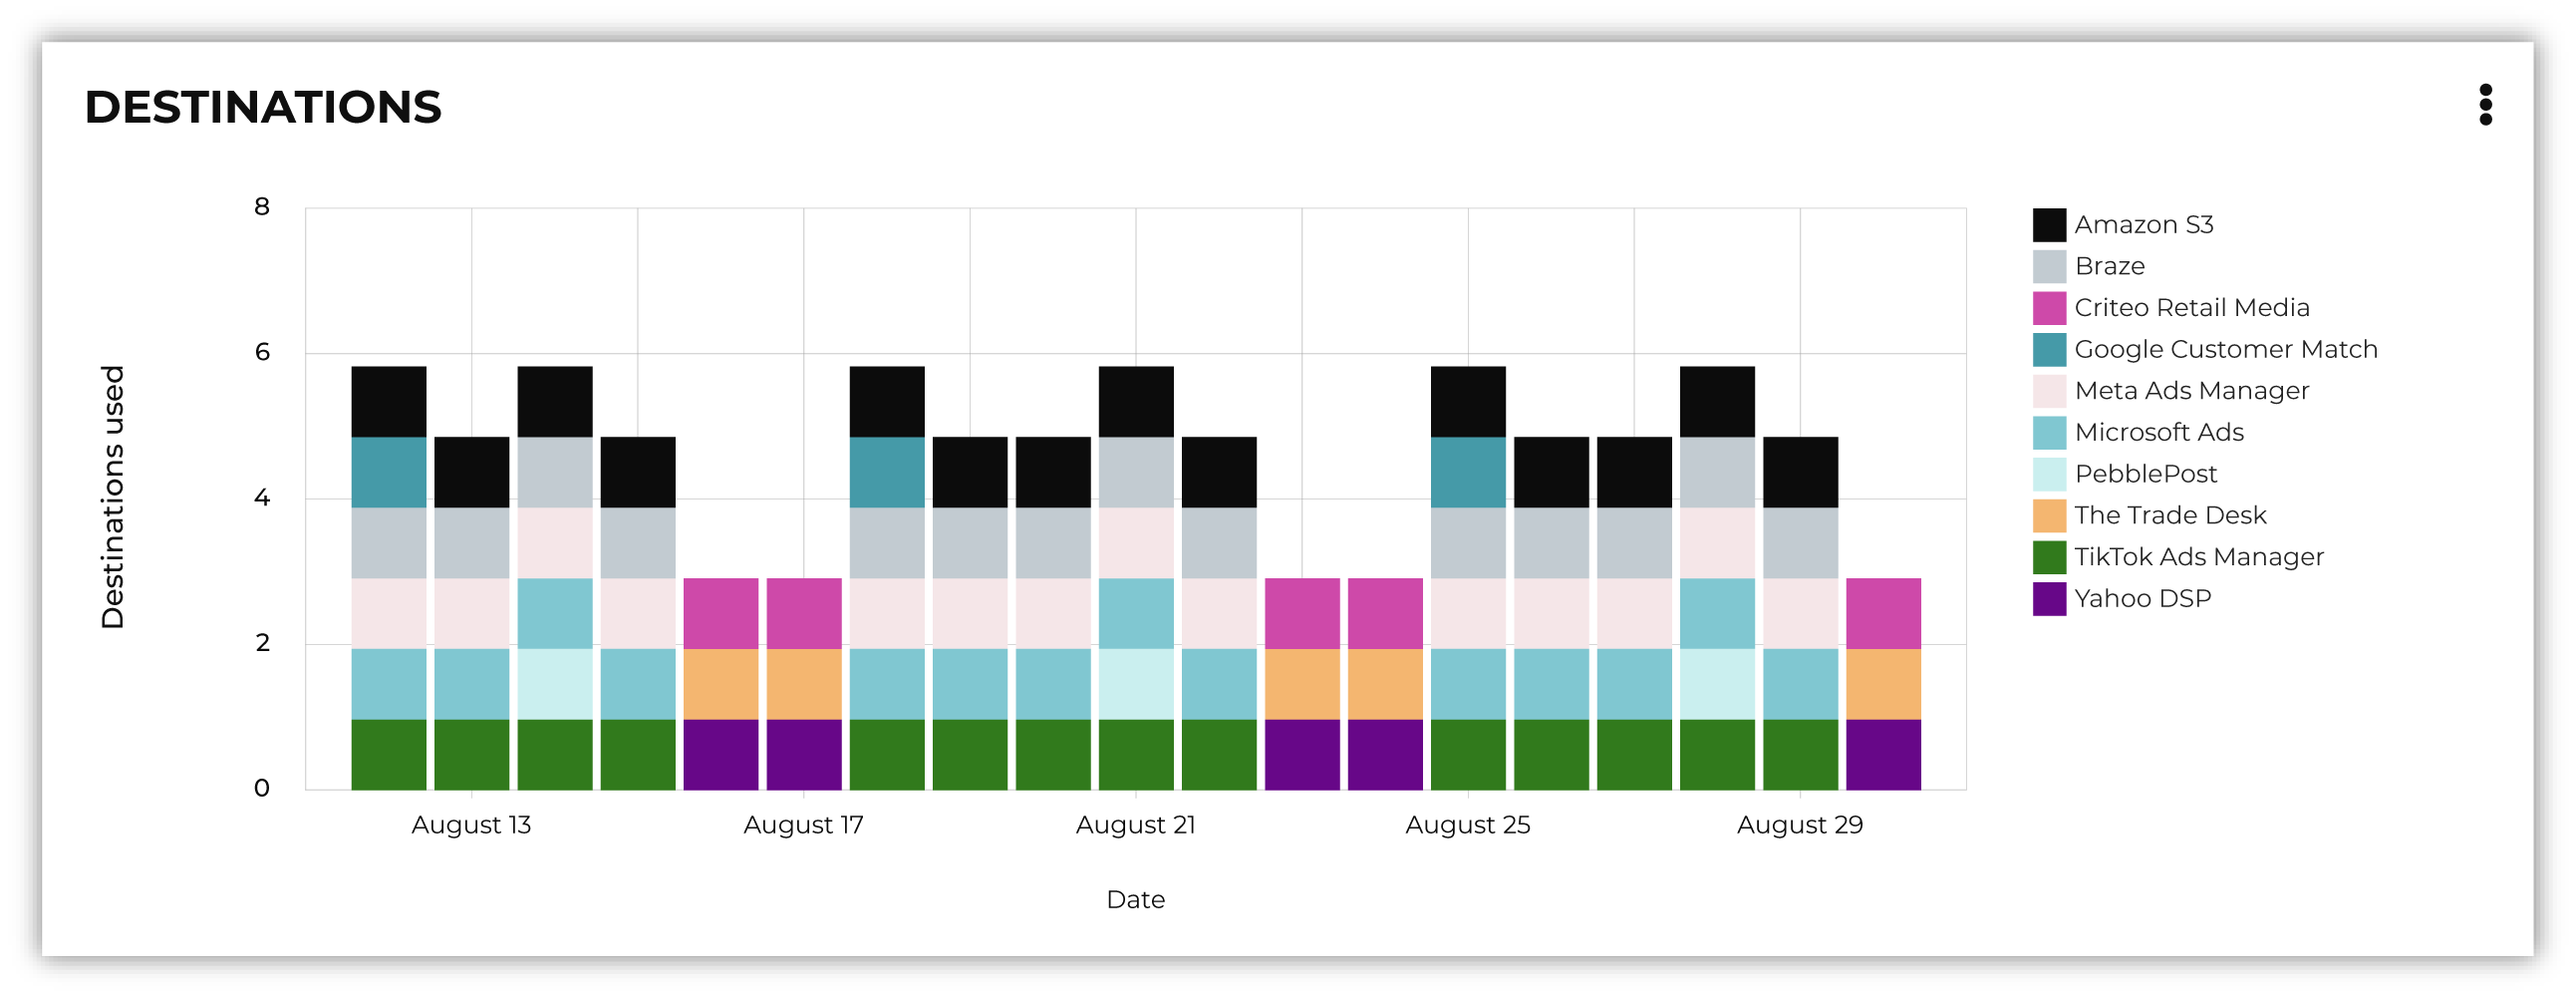 DESTINATIONS
8
6
4
2
0
Destinations used
August 13
August 17
August 21
August 25
August 29
Date
Amazon S3
Braze
Criteo Retail Media
Google Customer Match
Meta Ads Manager
Microsoft Ads
PebblePost
The Trade Desk
TikTok Ads Manager
Yahoo DSP